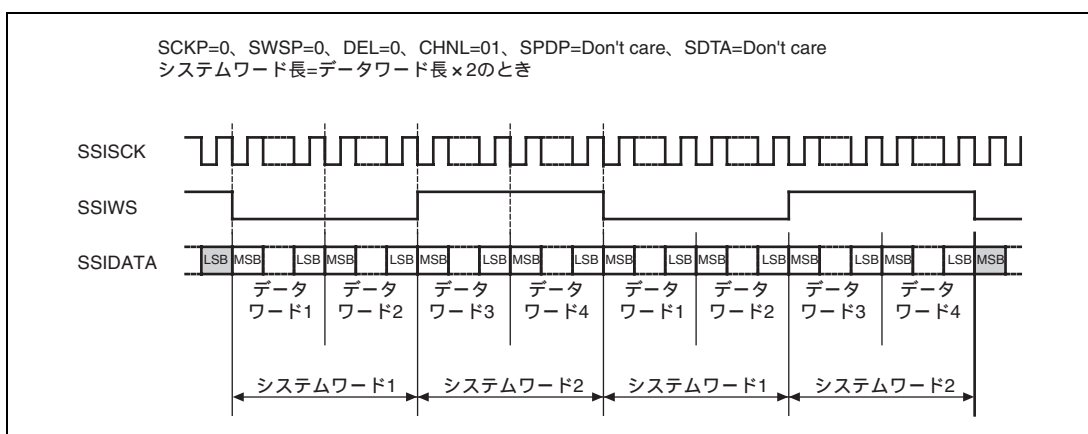 SCKP=0、SWSP=0、DEL=0、CHNL=01、SPDP=Don't care、SDTA=Don't care
システムワード長=データワード長×2のとき
SSISCK
SSIWS
SSIDATA
LSB MSB LSB MSB LSB MSB LSB MSB LSB MSB LSB MSB LSB MSB LSB MSB LSB MSB
データ データ データ データ データ データ データ データ
ワード1 ワード2 ワード3 ワード4 ワード1 ワード2 ワード3 ワード4
システムワード1 システムワード2 システムワード1 システムワード2